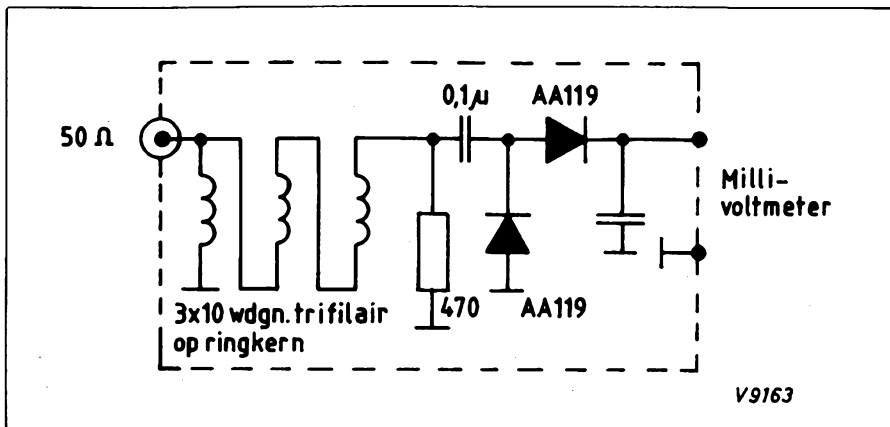 0,1µ
AA119
50 Ω
Milli-
voltmeter
3x10 wdgn. trifilair
op ringkern
470
AA119
V9163